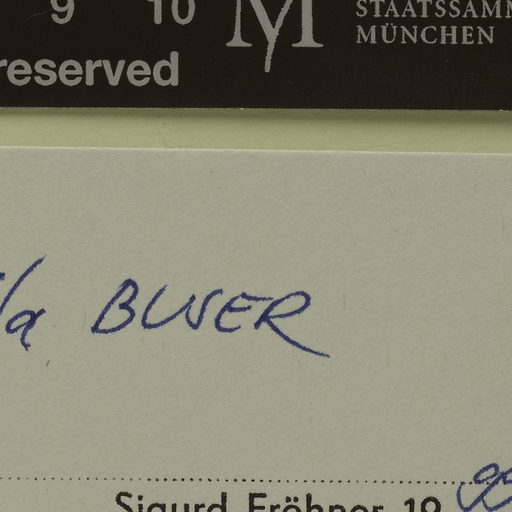 9 10 M STAATSSAMM
MÜNCHEN
reserved
BUSER
Sigurd Fröhner 19